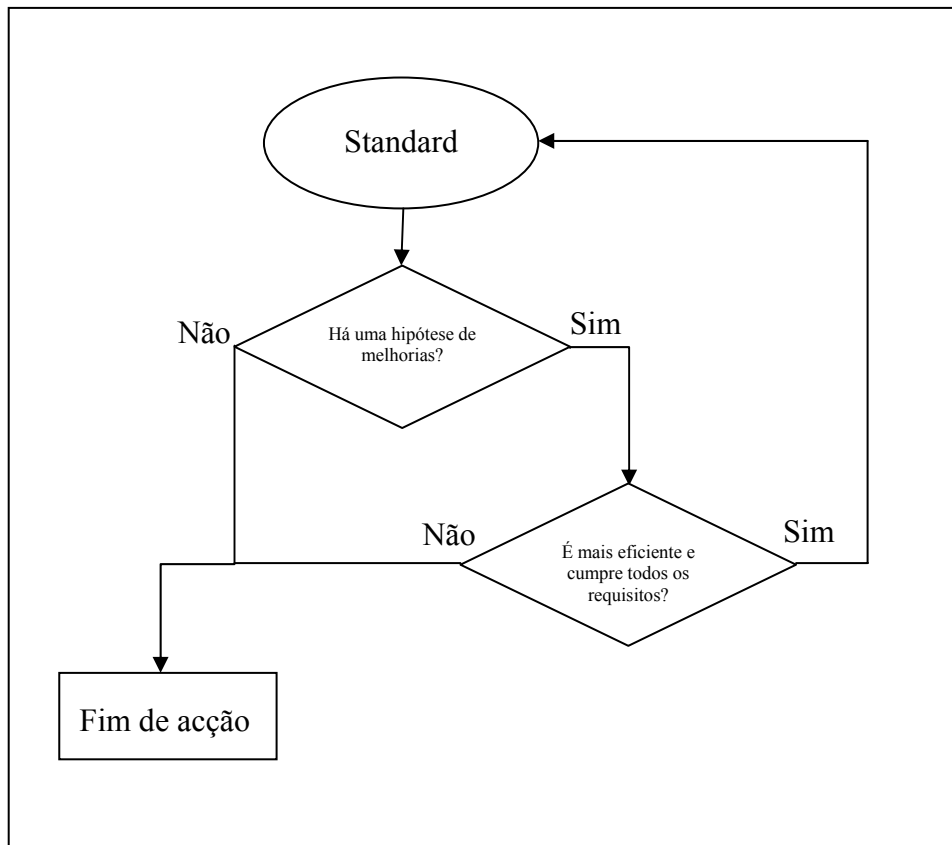 Standard
Não
Sim
Há uma hipótese de
melhorias?
Não
Sim
É mais eficiente e
cumpre todos os
requisitos?
Fim de acção